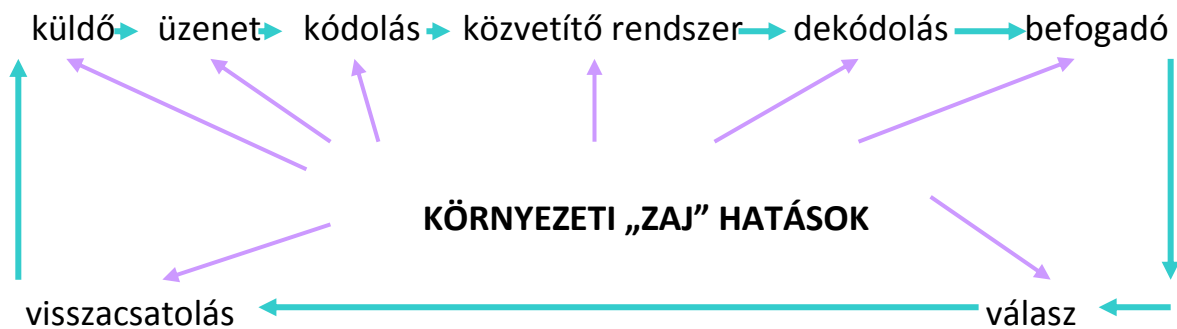 küldő üzenet kódolás közvetítő rendszer dekódolás befogadó
KÖRNYEZETI „ZAJ” HATÁSOK
visszacsatolás válasz